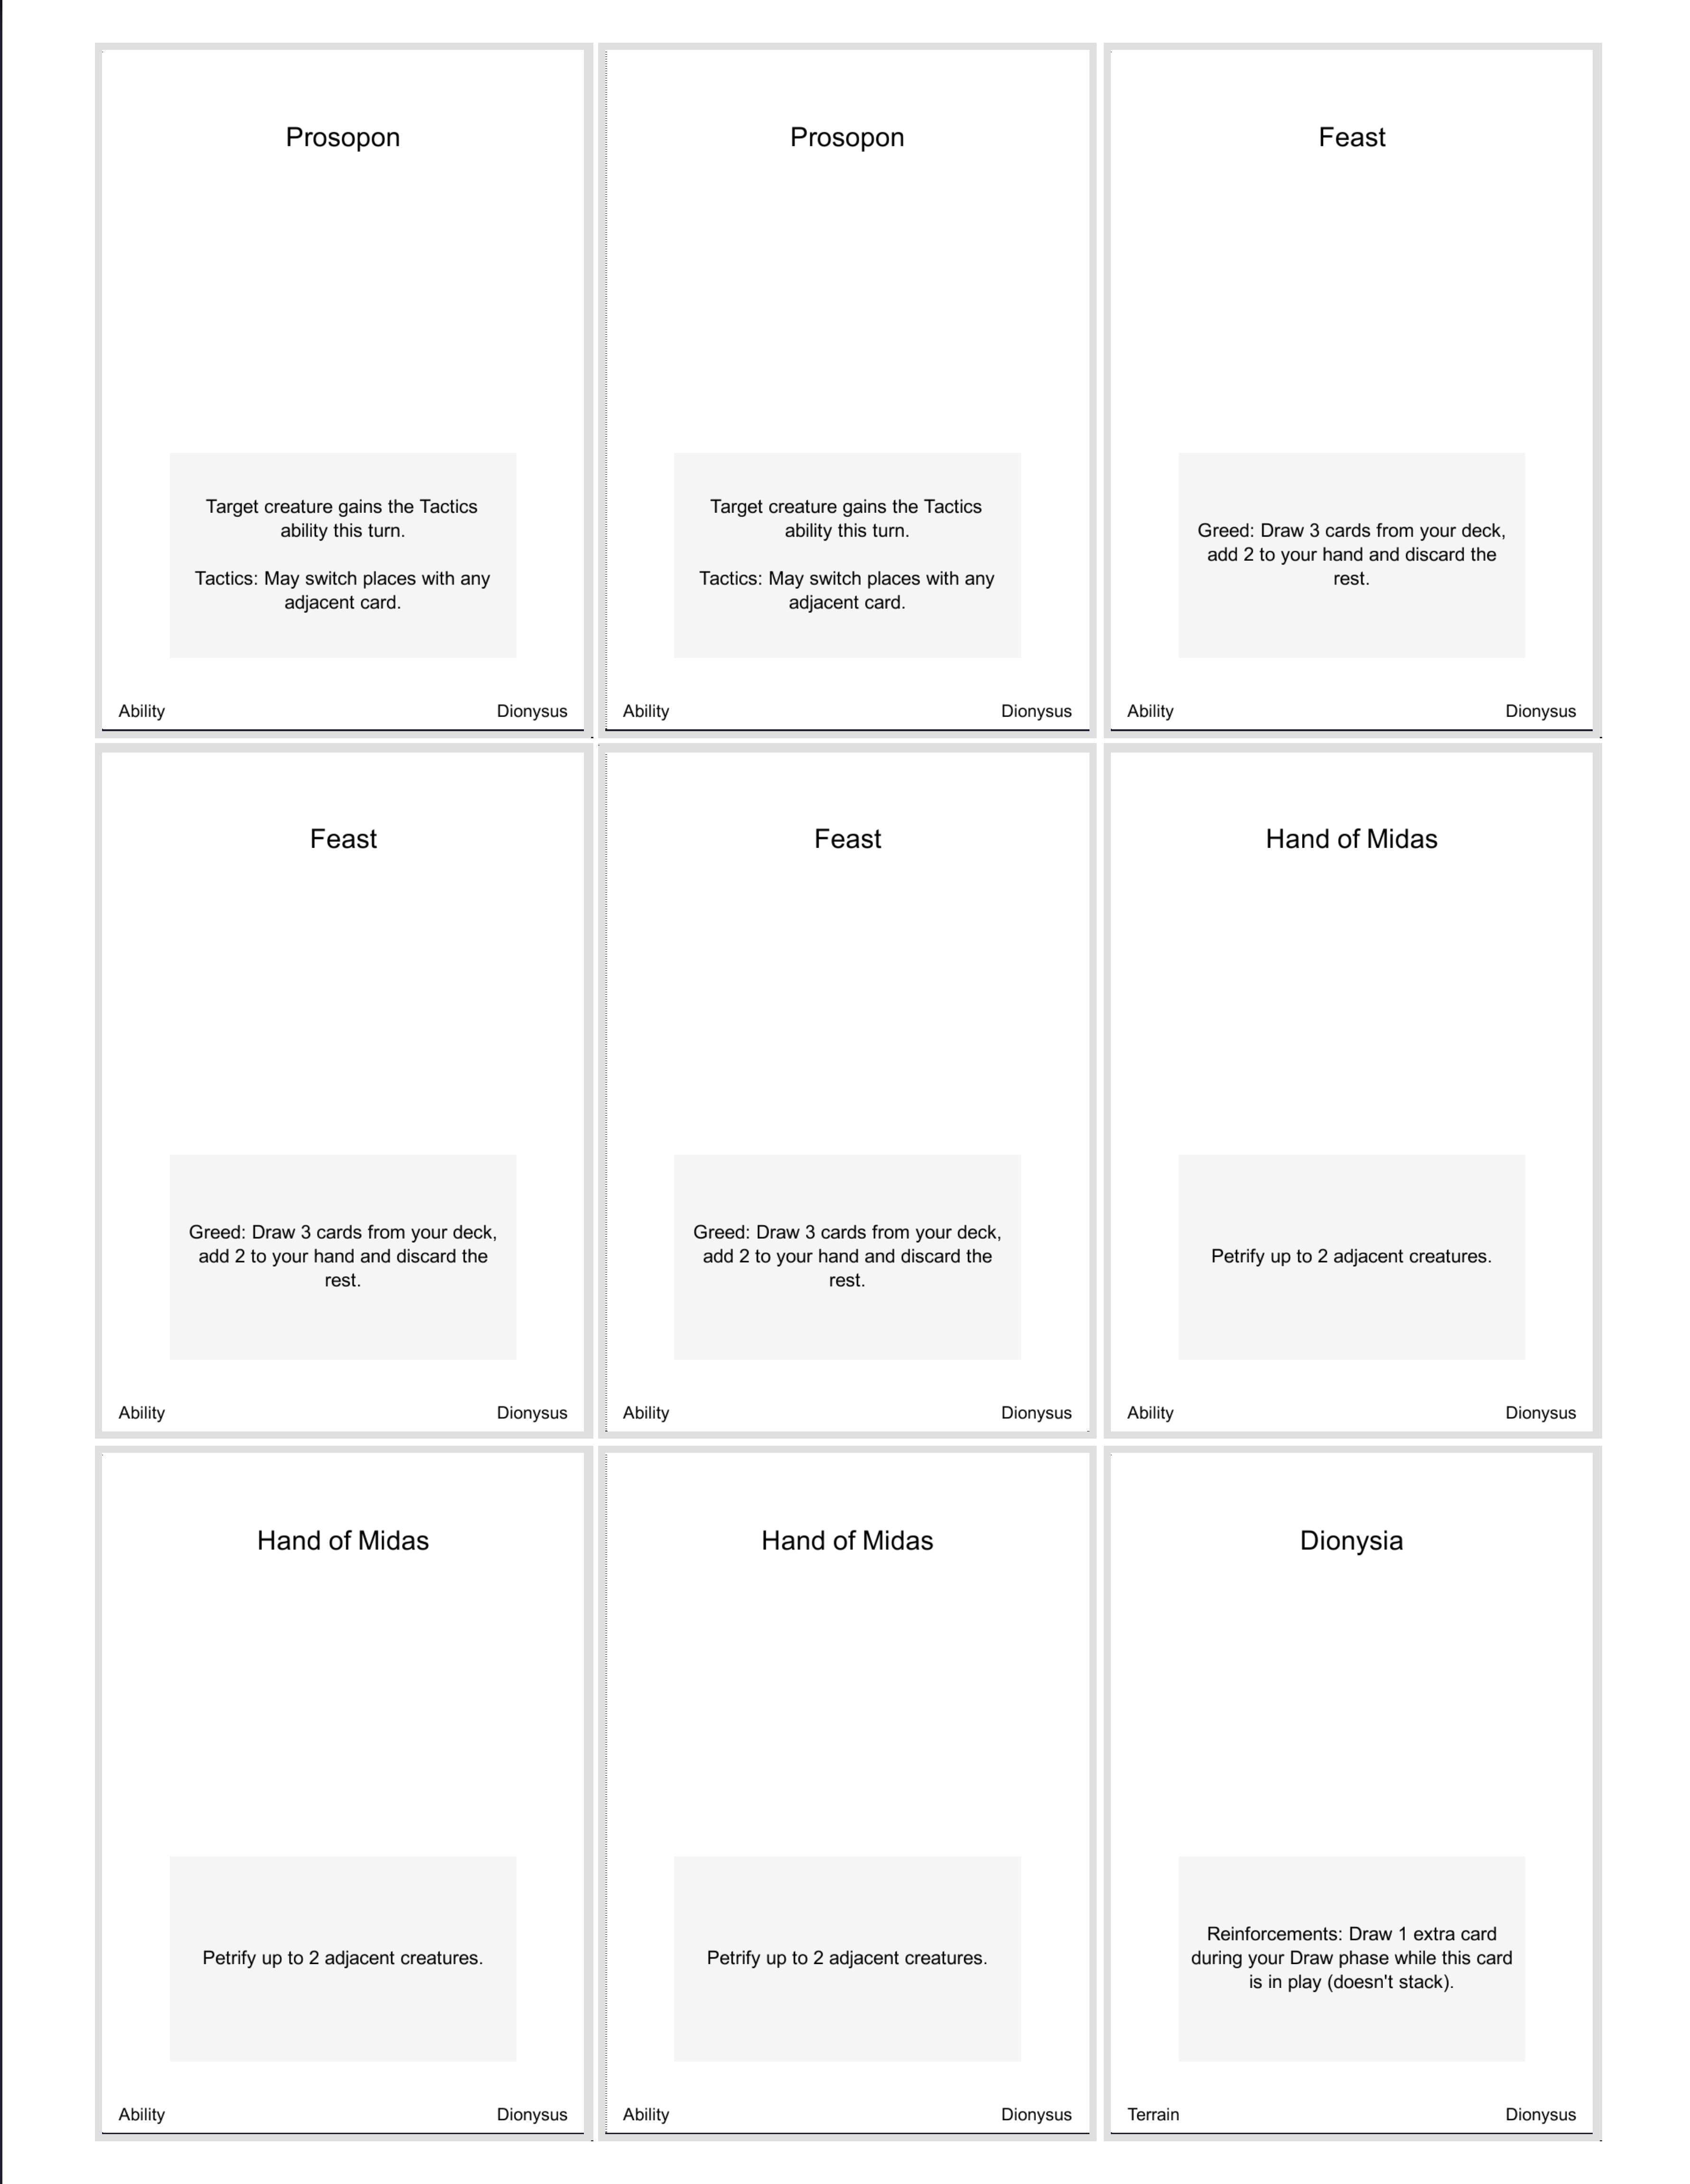 Prosopon
Target creature gains the Tactics
ability this turn.
Tactics: May switch places with any
adjacent card.
Ability
Dionysus
Prosopon
Target creature gains the Tactics
ability this turn.
Tactics: May switch places with any
adjacent card.
Ability
Dionysus
Feast
Greed: Draw 3 cards from your deck,
add 2 to your hand and discard the
rest.
Ability
Dionysus
Feast
Greed: Draw 3 cards from your deck,
add 2 to your hand and discard the
rest.
Ability
Dionysus
Feast
Greed: Draw 3 cards from your deck,
add 2 to your hand and discard the
rest.
Ability
Dionysus
Hand of Midas
Petrify up to 2 adjacent creatures.
Ability
Dionysus
Hand of Midas
Petrify up to 2 adjacent creatures.
Ability
Dionysus
Hand of Midas
Petrify up to 2 adjacent creatures.
Ability
Dionysus
Dionysia
Reinforcements: Draw 1 extra card
during your Draw phase while this card
is in play (doesn't stack).
Terrain
Dionysus